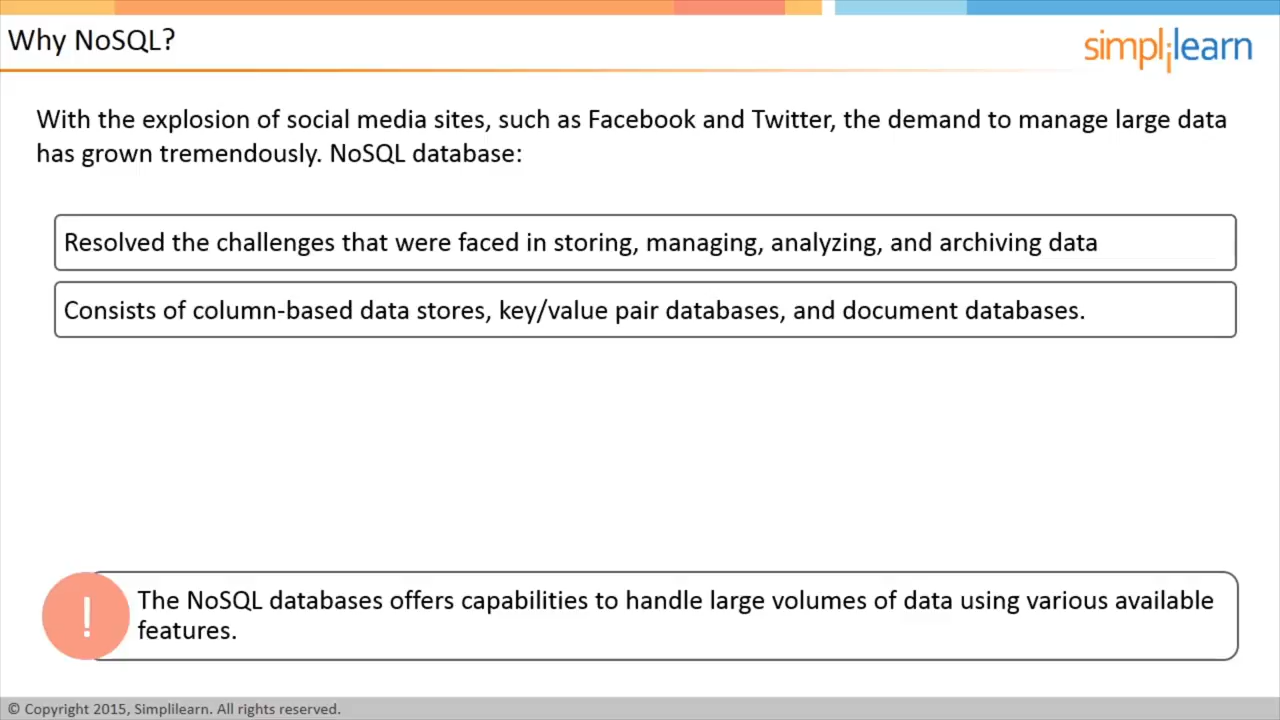 Why NoSQL?
simplilearn
With the explosion of social media sites, such as Facebook and Twitter, the demand to manage large data
has grown tremendously. NoSQL database:
Resolved the challenges that were faced in storing, managing, analyzing, and archiving data
Consists of column-based data stores, key/value pair databases, and document databases.
!
The NoSQL databases offers capabilities to handle large volumes of data using various available
features.
© Copyright 2015, Simplilearn. All rights reserved.